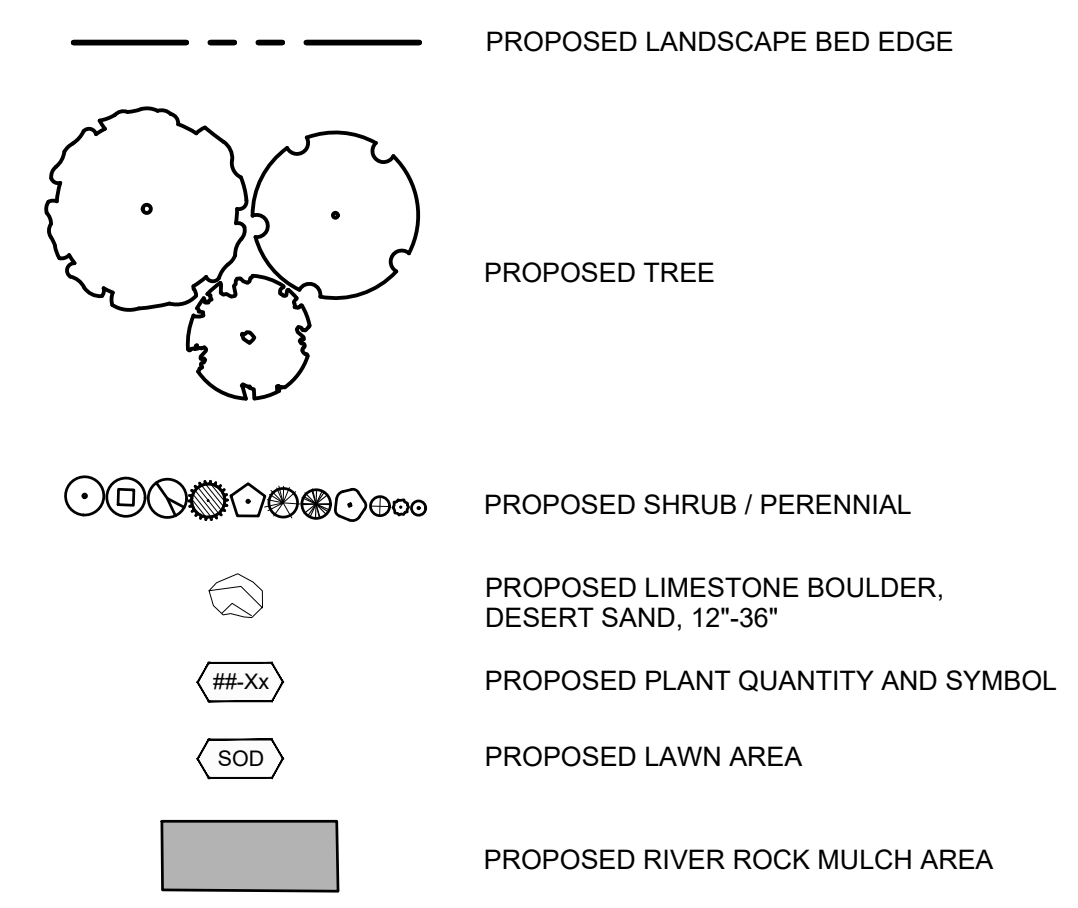 PROPOSED LANDSCAPE BED EDGE
PROPOSED TREE
PROPOSED SHRUB / PERENNIAL
PROPOSED LIMESTONE BOULDER,
DESERT SAND, 12"-36"
##-Xx PROPOSED PLANT QUANTITY AND SYMBOL
SOD PROPOSED LAWN AREA
PROPOSED RIVER ROCK MULCH AREA